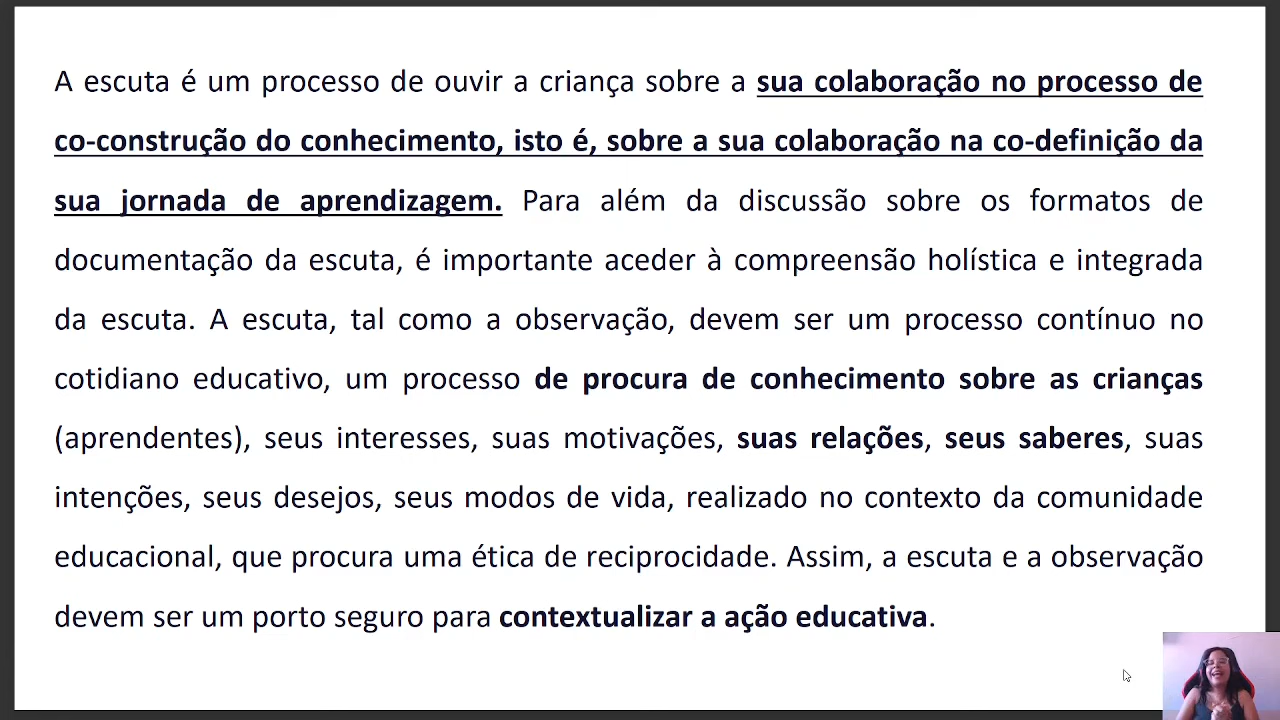 A escuta é um processo de ouvir a criança sobre a sua colaboração no processo de
co-construção do conhecimento, isto é, sobre a sua colaboração na co-definição da
sua jornada de aprendizagem. Para além da discussão sobre os formatos de
documentação da escuta, é importante aceder à compreensão holística e integrada
da escuta. A escuta, tal como a observação, devem ser um processo contínuo no
cotidiano educativo, um processo de procura de conhecimento sobre as crianças
(aprendentes), seus interesses, suas motivações, suas relações, seus saberes, suas
intenções, seus desejos, seus modos de vida, realizado no contexto da comunidade
educacional, que procura uma ética de reciprocidade. Assim, a escuta e a observação
devem ser um porto seguro para contextualizar a ação educativa.